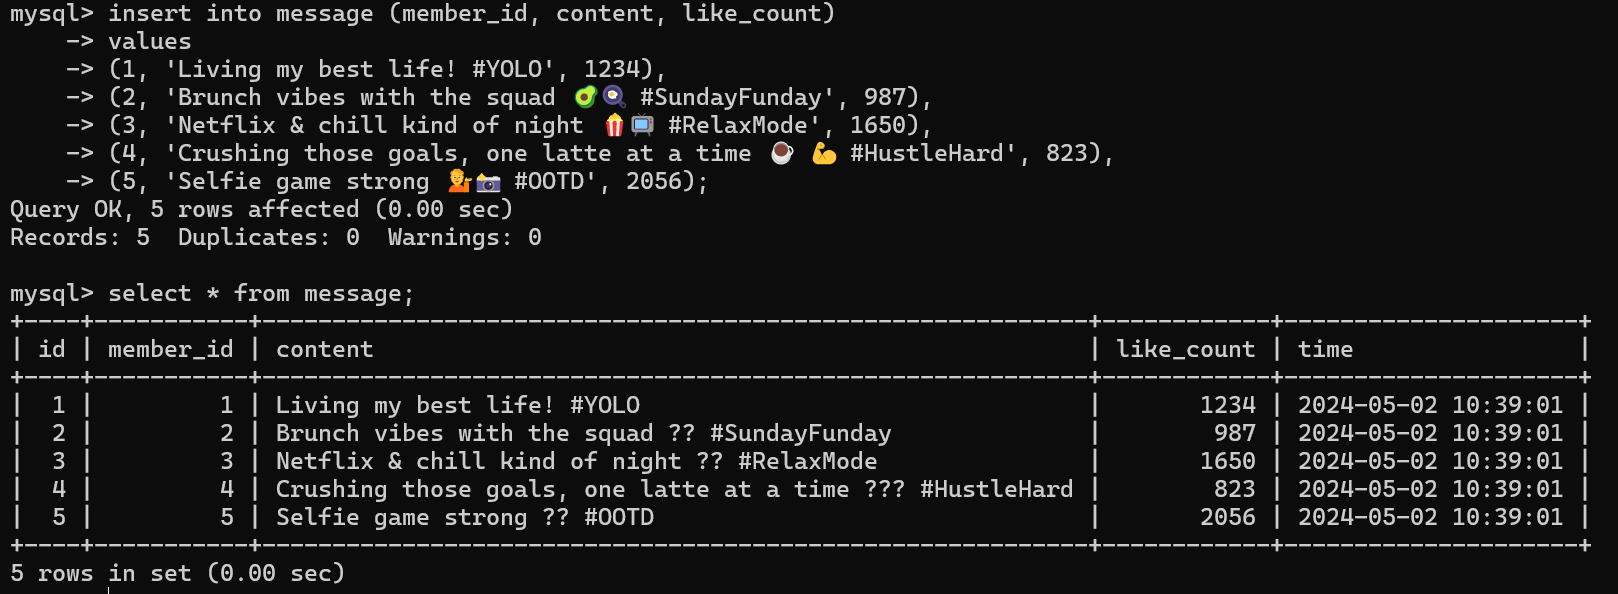 mysql> insert into message (member_id, content, like_count)
    -> values
    -> (1, 'Living my best life! #YOLO', 1234),
    -> (2, 'Brunch vibes with the squad 🥑🍳 #SundayFunday', 987),
    -> (3, 'Netflix & chill kind of night 🍿📺 #RelaxMode', 1650),
    -> (4, 'Crushing those goals, one latte at a time ☕ 💪 #HustleHard', 823),
    -> (5, 'Selfie game strong 💁📸 #OOTD', 2056);
Query OK, 5 rows affected (0.00 sec)
Records: 5  Duplicates: 0  Warnings: 0

mysql> select * from message;
+----+-----------+-----------------------------------------------------------+------------+---------------------+
| id | member_id | content                                                   | like_count | time                |
+----+-----------+-----------------------------------------------------------+------------+---------------------+
|  1 |         1 | Living my best life! #YOLO                                |       1234 | 2024-05-02 10:39:01 |
|  2 |         2 | Brunch vibes with the squad ?? #SundayFunday              |        987 | 2024-05-02 10:39:01 |
|  3 |         3 | Netflix & chill kind of night ?? #RelaxMode               |       1650 | 2024-05-02 10:39:01 |
|  4 |         4 | Crushing those goals, one latte at a time ??? #HustleHard |        823 | 2024-05-02 10:39:01 |
|  5 |         5 | Selfie game strong ?? #OOTD                               |       2056 | 2024-05-02 10:39:01 |
+----+-----------+-----------------------------------------------------------+------------+---------------------+
5 rows in set (0.00 sec)